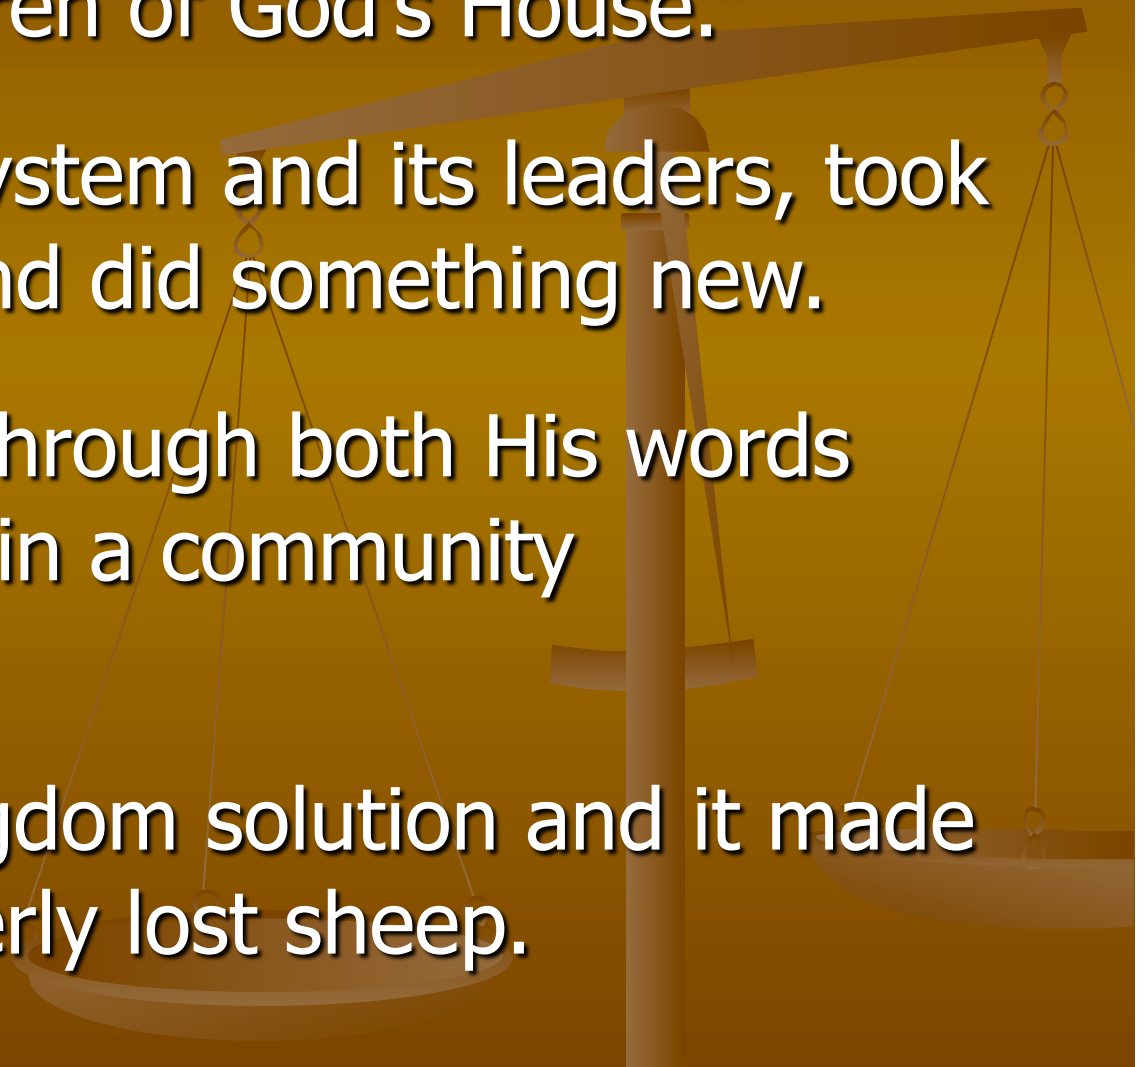 ren of God's House."
ystem and its leaders, took
nd did something new.
hrough both His words
in a community
gdom solution and it made
erly lost sheep.